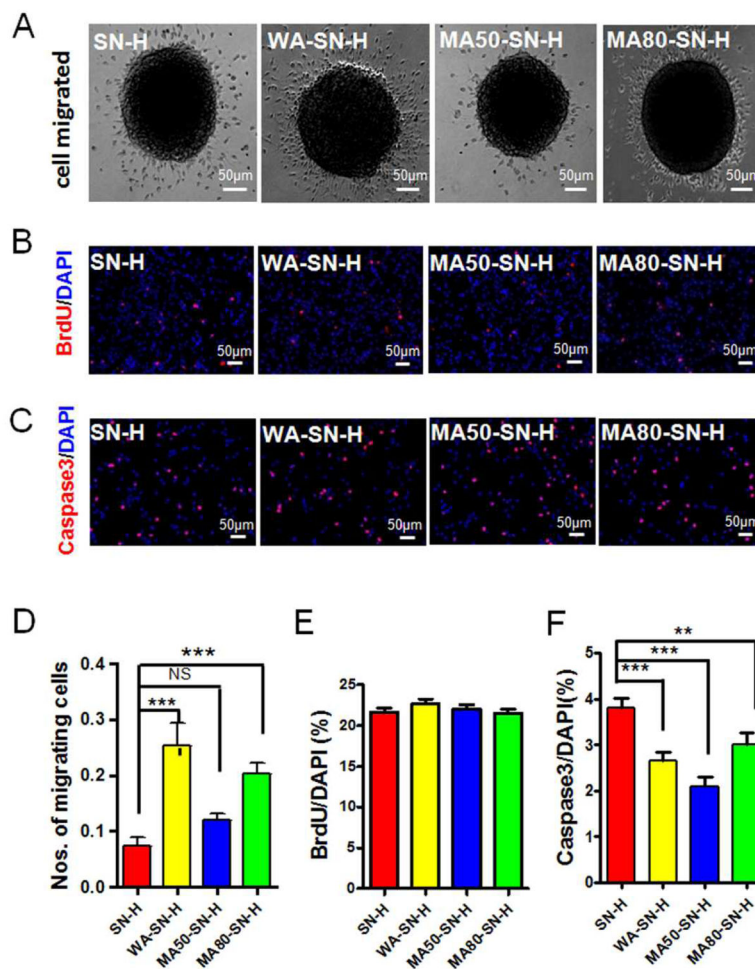 A
SN-H WA-SN-H MA50-SN-H MA80-SN-H
cell migrated
50μm 50μm 50μm 50μm
B
SN-H WA-SN-H MA50-SN-H MA80-SN-H
BrdU/DAPI
50μm 50μm 50μm 50μm
C
SN-H WA-SN-H MA50-SN-H MA80-SN-H
Caspase3/DAPI
50μm 50μm 50μm 50μm
D
Nos. of migrating cells
0.4
0.3
0.2
0.1
0.0
***
NS
***
SN-H
WA-SN-H
MA50-SN-H
MA80-SN-H
E
BrdU/DAPI (%)
25
20
15
10
5
0
SN-H
WA-SN-H
MA50-SN-H
MA80-SN-H
F
Caspase3/DAPI(%)
5
4
3
2
1
0
**
***
***
SN-H
WA-SN-H
MA50-SN-H
MA80-SN-H